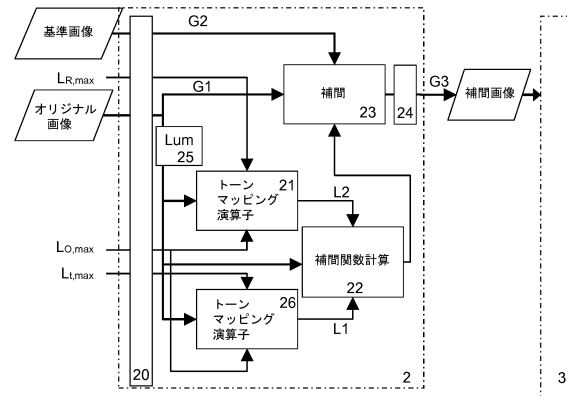 基準画像
G2
L_R,max
G1
オリジナル
画像
補間
23
24
G3
補間画像
Lum
25
トーン
マッピング
演算子
21
L2
L_O,max
補間関数計算
22
L_t,max
トーン
マッピング
演算子
26
L1
20
2
3